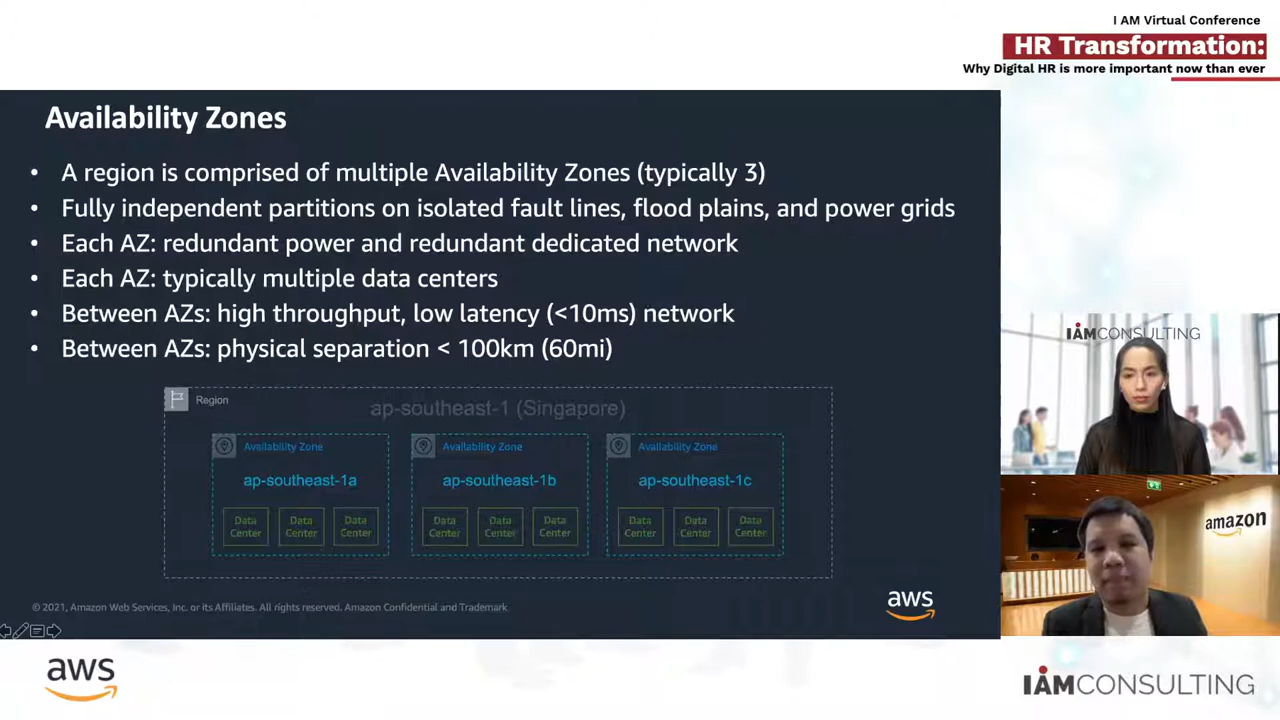 I AM Virtual Conference
HR Transformation:
Why Digital HR is more important now than ever
Availability Zones
• A region is comprised of multiple Availability Zones (typically 3)
• Fully independent partitions on isolated fault lines, flood plains, and power grids
• Each AZ: redundant power and redundant dedicated network
• Each AZ: typically multiple data centers
• Between AZs: high throughput, low latency (<10ms) network
• Between AZs: physical separation < 100km (60mi)
Region
ap-southeast-1 (Singapore)
Availability Zone
ap-southeast-1a
Data Center
Data Center
Data Center
Availability Zone
ap-southeast-1b
Data Center
Data Center
Data Center
Availability Zone
ap-southeast-1c
Data Center
Data Center
Data Center
© 2021, Amazon Web Services, Inc. or its Affiliates. All rights reserved. Amazon Confidential and Trademark
aws
IAMCONSULTING
amazon
aws
IAMCONSULTING